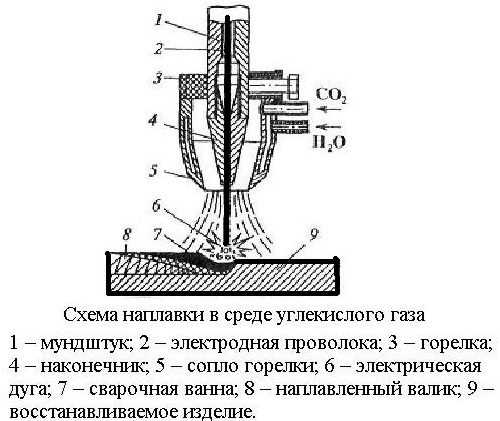 1
2
3
CO₂
H₂O
4
5
6
7
8
9
Схема наплавки в среде углекислого газа
1 – мундштук; 2 – электродная проволока; 3 – горелка;
4 – наконечник; 5 – сопло горелки; 6 – электрическая
дуга; 7 – сварочная ванна; 8 – наплавленный валик; 9 –
восстанавливаемое изделие.